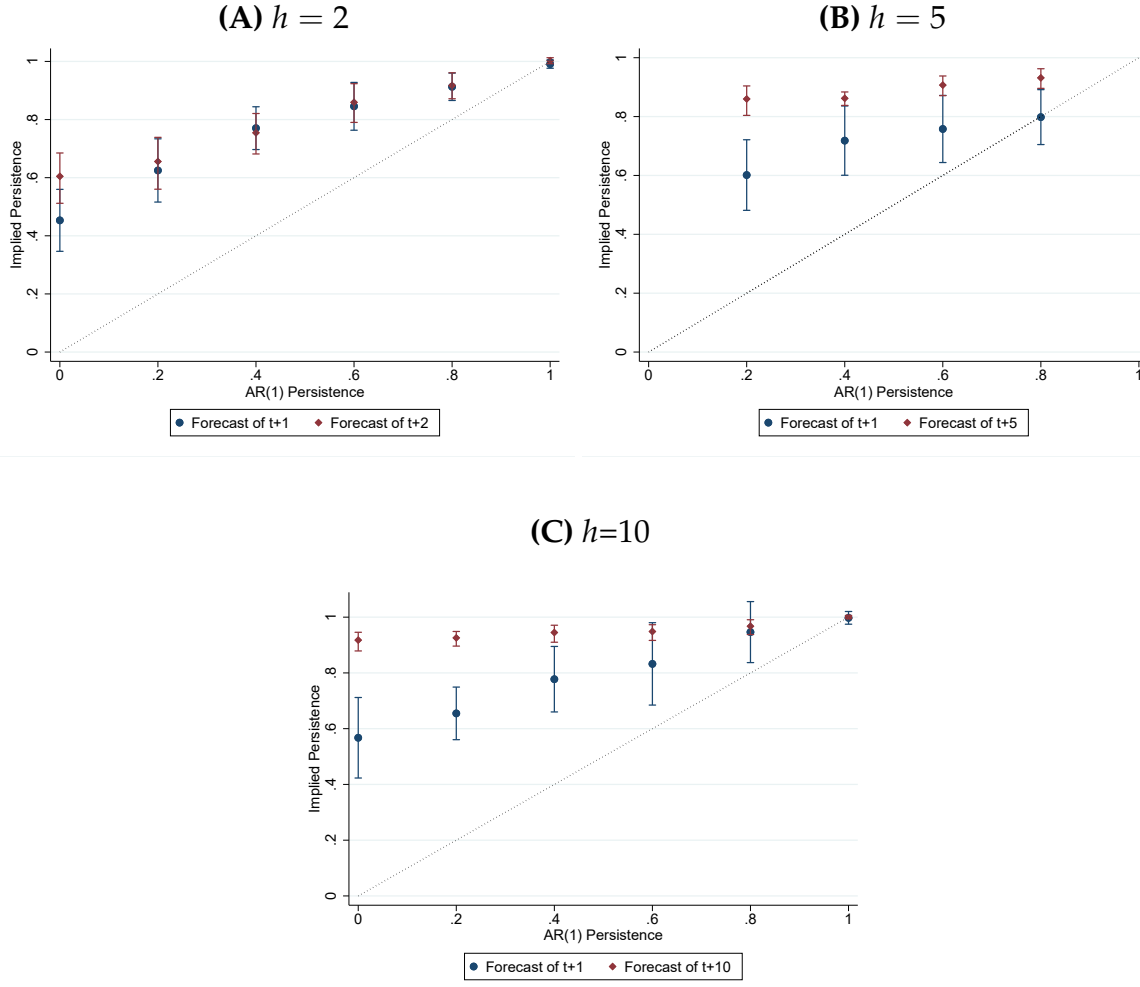 (A) h = 2
Implied Persistence
1
.8
.6
.4
.2
0
0 .2 .4 .6 .8 1
AR(1) Persistence
Forecast of t+1 Forecast of t+2
(B) h = 5
Implied Persistence
1
.8
.6
.4
.2
0
0 .2 .4 .6 .8 1
AR(1) Persistence
Forecast of t+1 Forecast of t+5
(C) h=10
Implied Persistence
1
.8
.6
.4
.2
0
0 .2 .4 .6 .8 1
AR(1) Persistence
Forecast of t+1 Forecast of t+10